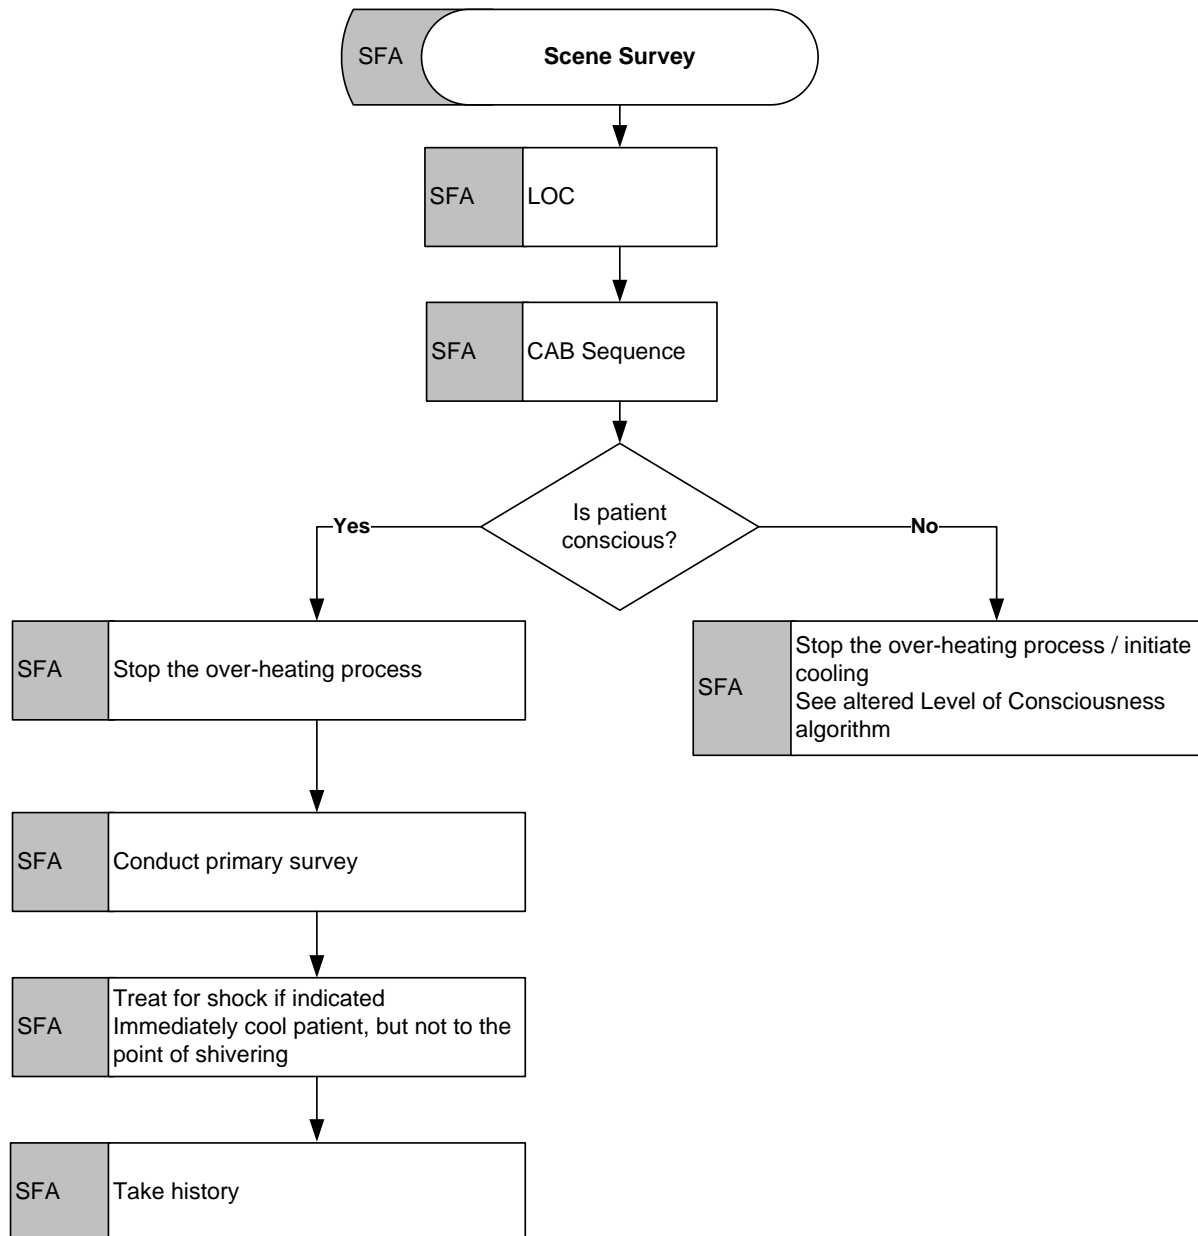 SFA
Scene Survey
SFA
LOC
SFA
CAB Sequence
Is patient
conscious?
Yes
No
SFA
Stop the over-heating process
SFA
Stop the over-heating process / initiate
cooling
See altered Level of Consciousness
algorithm
SFA
Conduct primary survey
SFA
Treat for shock if indicated
Immediately cool patient, but not to the
point of shivering
SFA
Take history